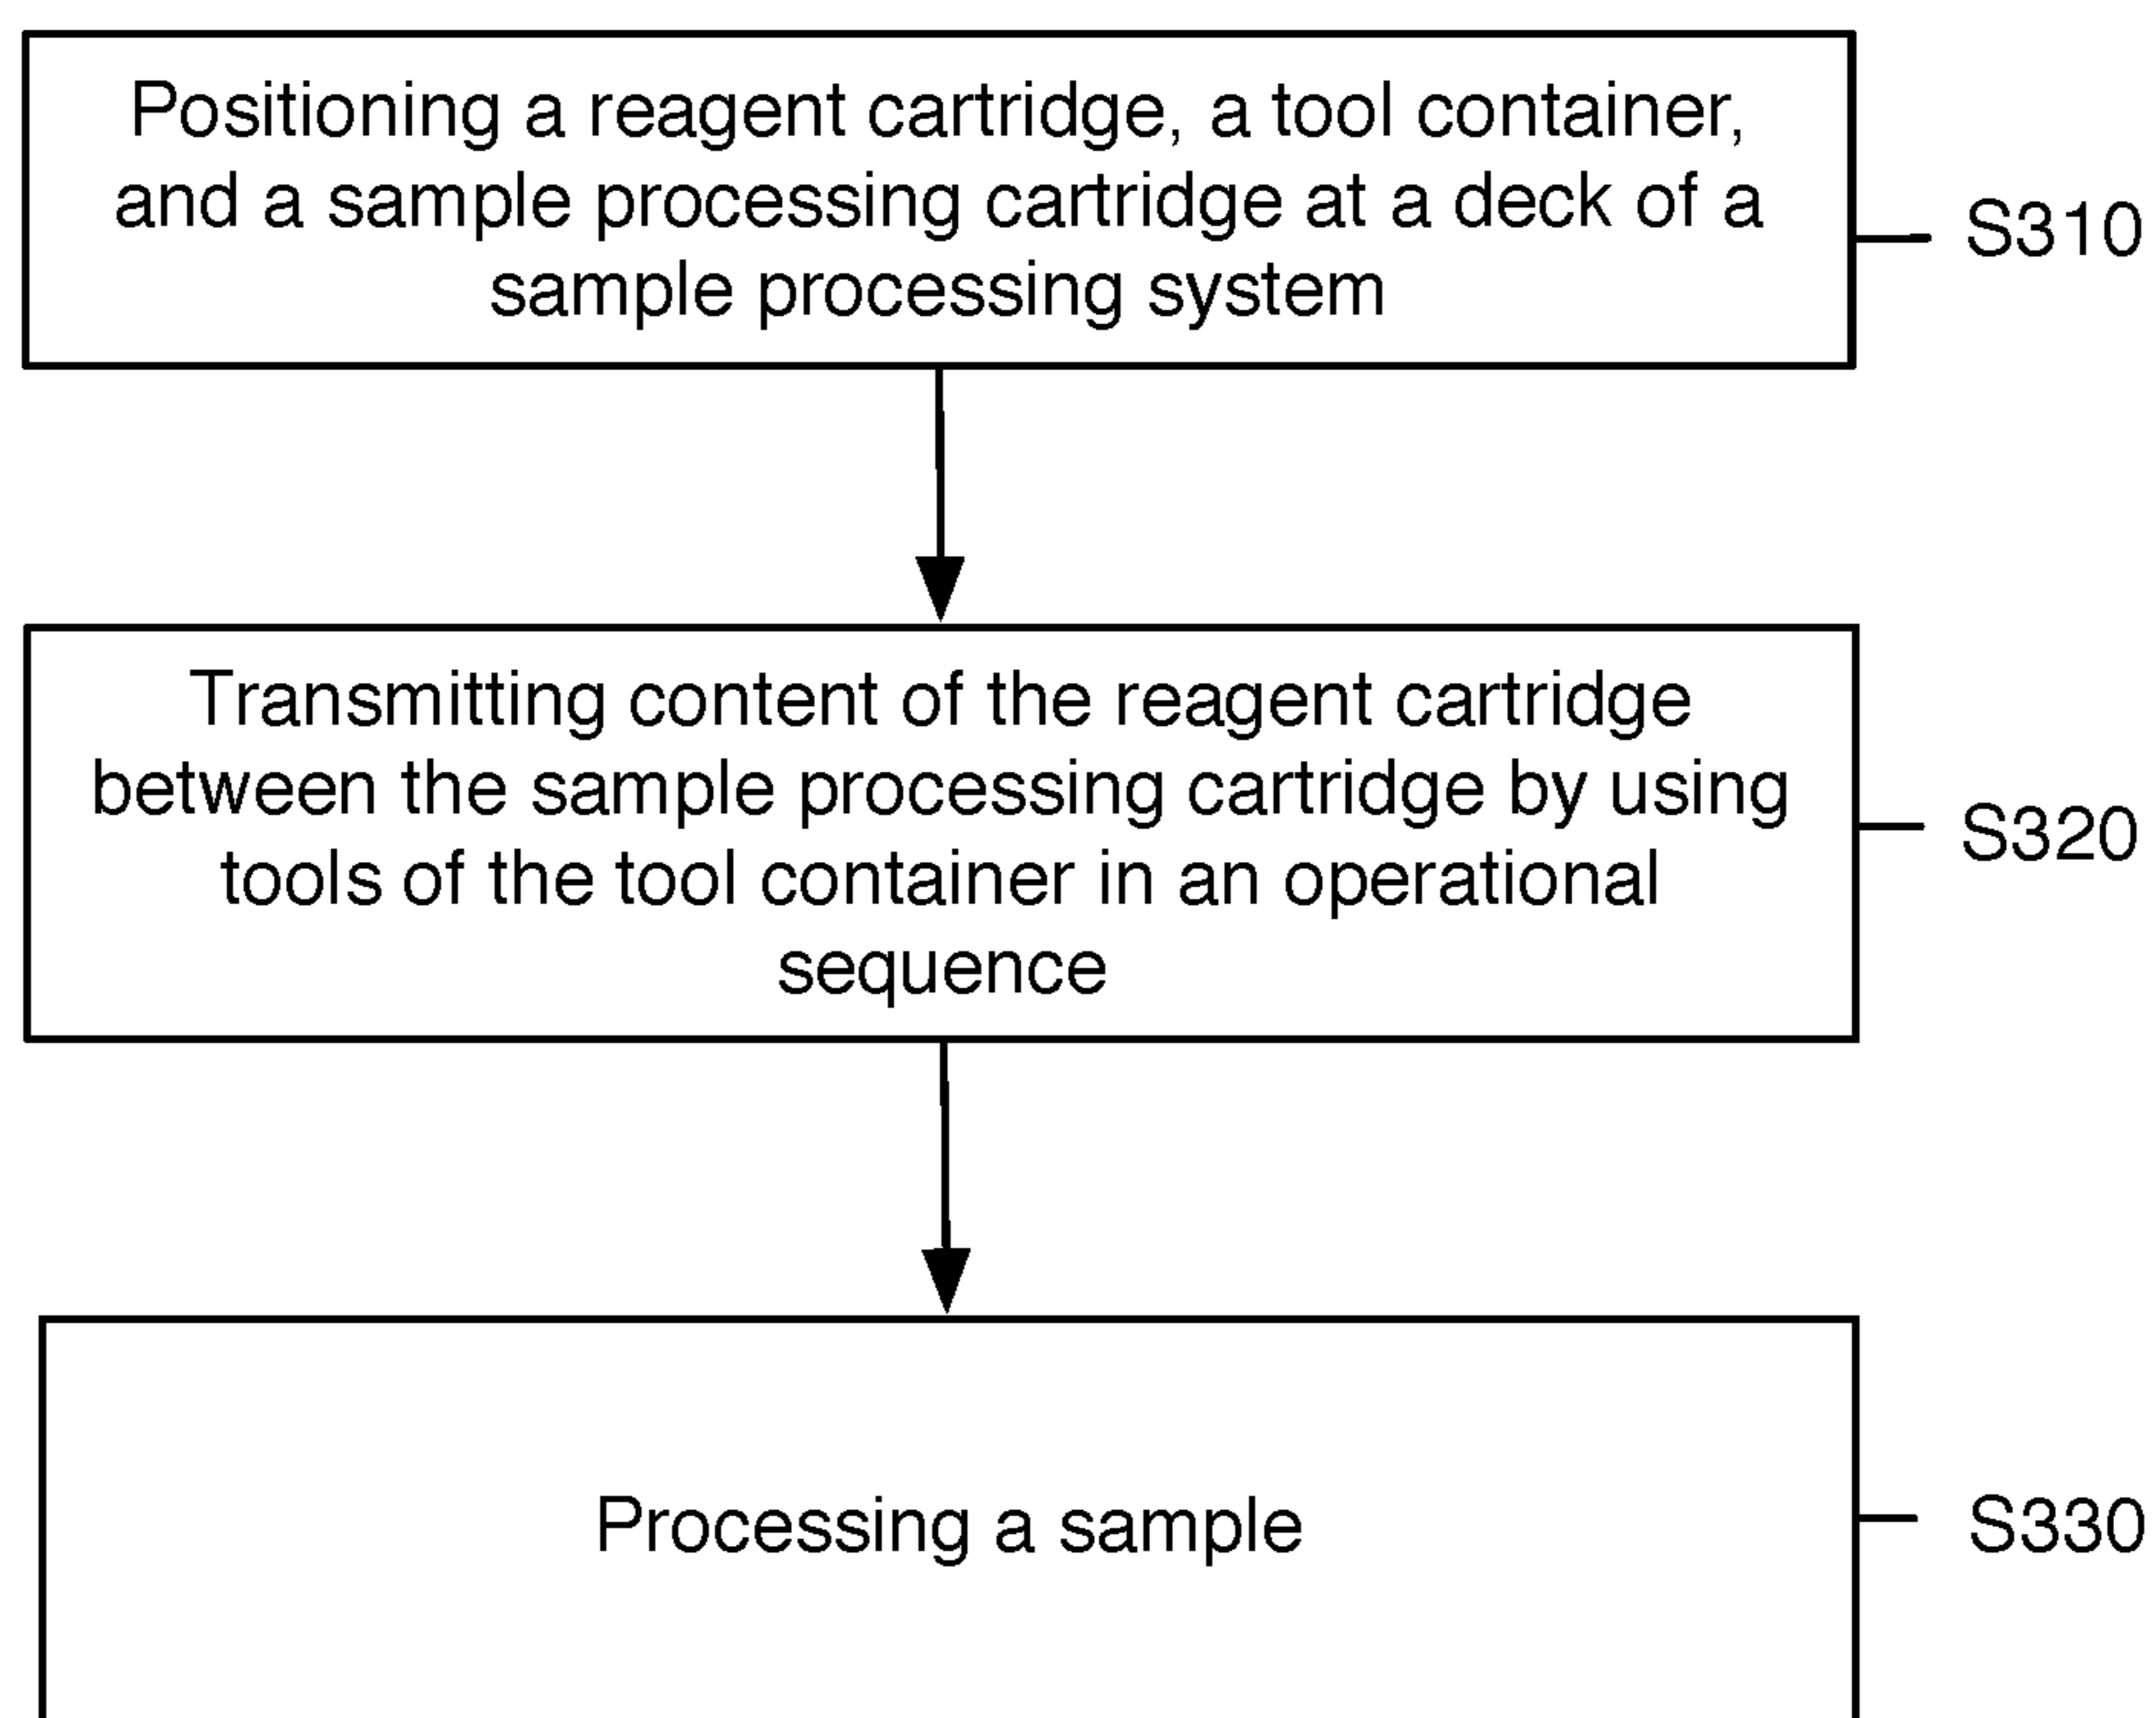 Positioning a reagent cartridge, a tool container,
and a sample processing cartridge at a deck of a
sample processing system
S310
Transmitting content of the reagent cartridge
between the sample processing cartridge by using
tools of the tool container in an operational
sequence
S320
Processing a sample
S330